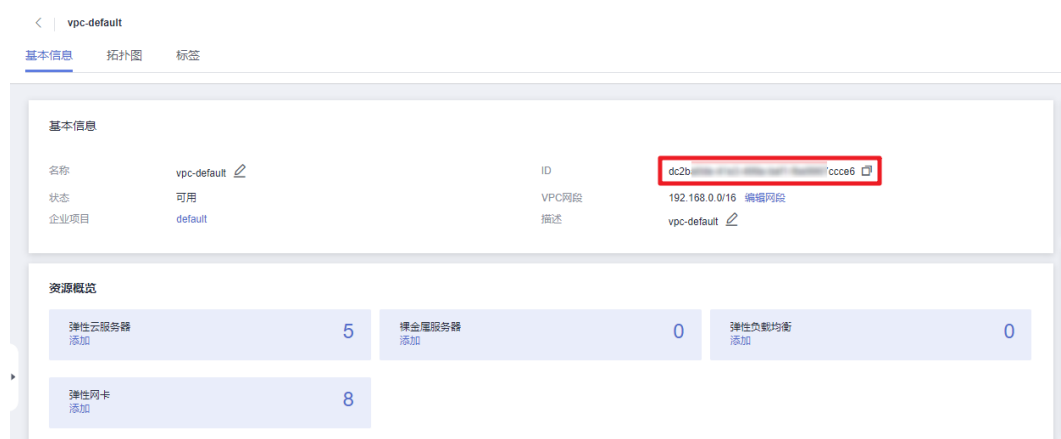 vpc-default
基本信息 拓扑图 标签
基本信息
名称 vpc-default ID dc2b ccce6
状态 可用 VPC网段 192.168.0.0/16 编辑网段
企业项目 default 描述 vpc-default
资源概览
弹性云服务器 5 裸金属服务器 0 弹性负载均衡 0
添加 添加 添加
弹性网卡 8
添加